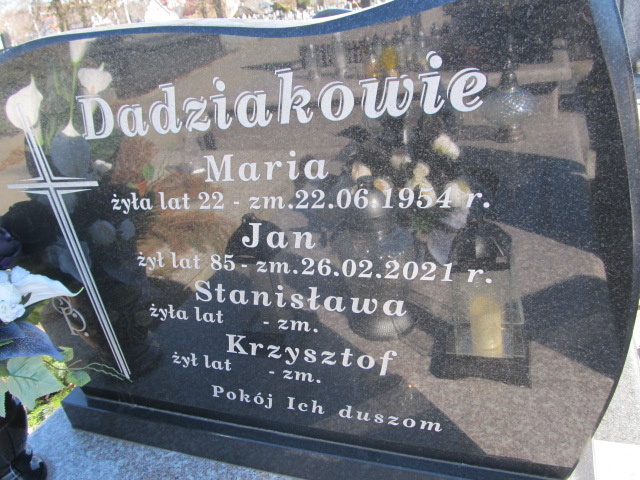 Dadziakowie
Maria
żyła lat 22 - zm.22.06 1954 r.
Jan
żył lat 85 - zm.26.02.2021 r.
Stanisława
żyła lat - zm.
Krzysztof
żył lat - zm.
Pokój Ich duszom